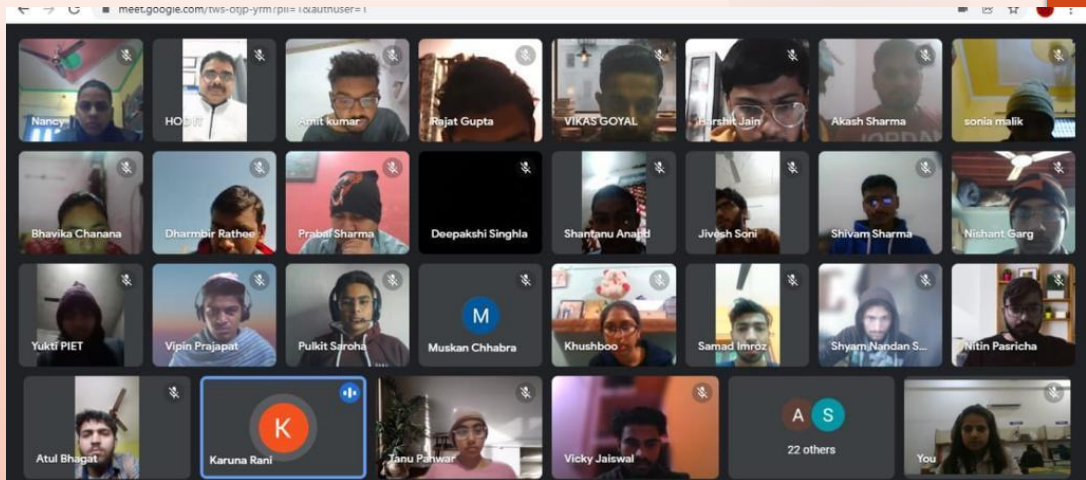 meet.google.com/tws-otjp-yrm?pli=1&authuser=1
Nancy
HOD IT
Amit kumar
Rajat Gupta
VIKAS GOYAL
Harshit Jain
Akash Sharma
sonia malik
Bhavika Chanana
Dharmbir Rathee
Prabal Sharma
Deepakshi Singhla
Shantanu Anand
Jivesh Soni
Shivam Sharma
Nishant Garg
Yukti PIET
Vipin Prajapat
Pulkit Saroha
M
Muskan Chhabra
Khushboo
Samad Imroz
Shyam Nandan S...
Nitin Pasricha
Atul Bhagat
K
Karuna Rani
Tanu Panwar
Vicky Jaiswal
A S
22 others
You